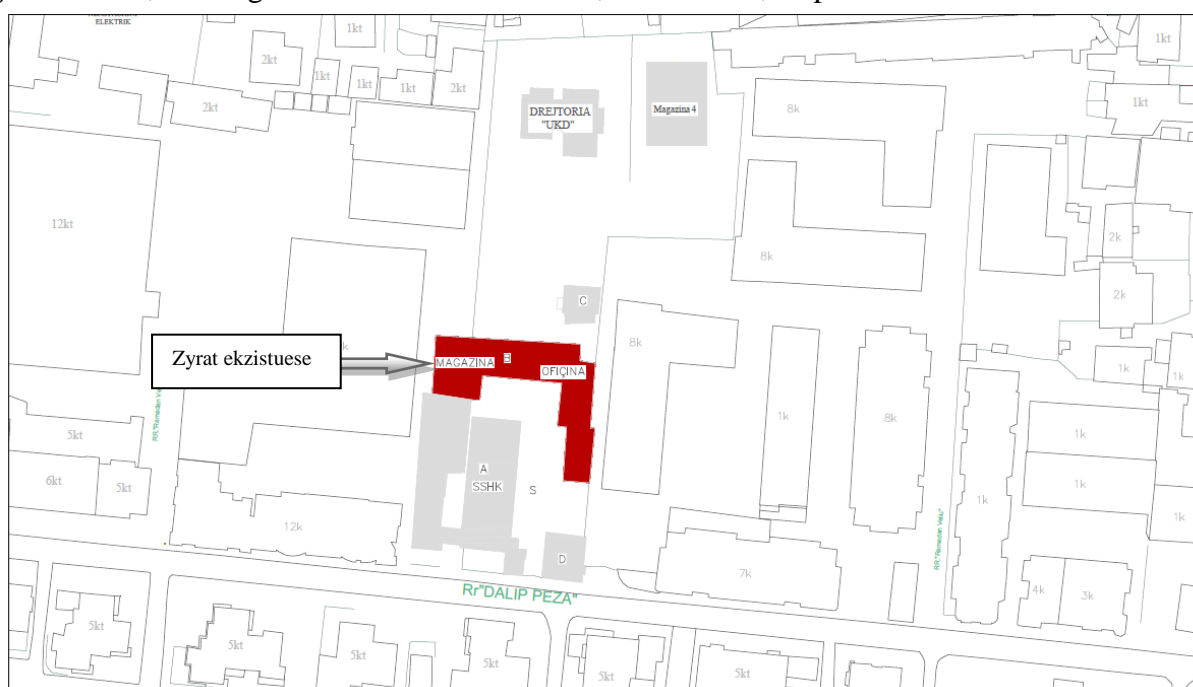 ELEKTRIK
1kt
2kt
1kt
1kt
1kt
2kt
2kt
DREJTORIA
"UKD"
Magazina 4
8k
1kt
1kt
12kt
8k
2k
2k
C
Zyrat ekzistuese
k
MAGAZINA
B
OFIÇINA
8k
1k
8k
1k
1k
1k
1k
1k
1k
5kt
6kt
5kt
A
SSHK
S
12k
D
7k
4k
3k
Rr"DALIP PEZA"
5kt
5kt
5kt
5kt
5kt
5kt